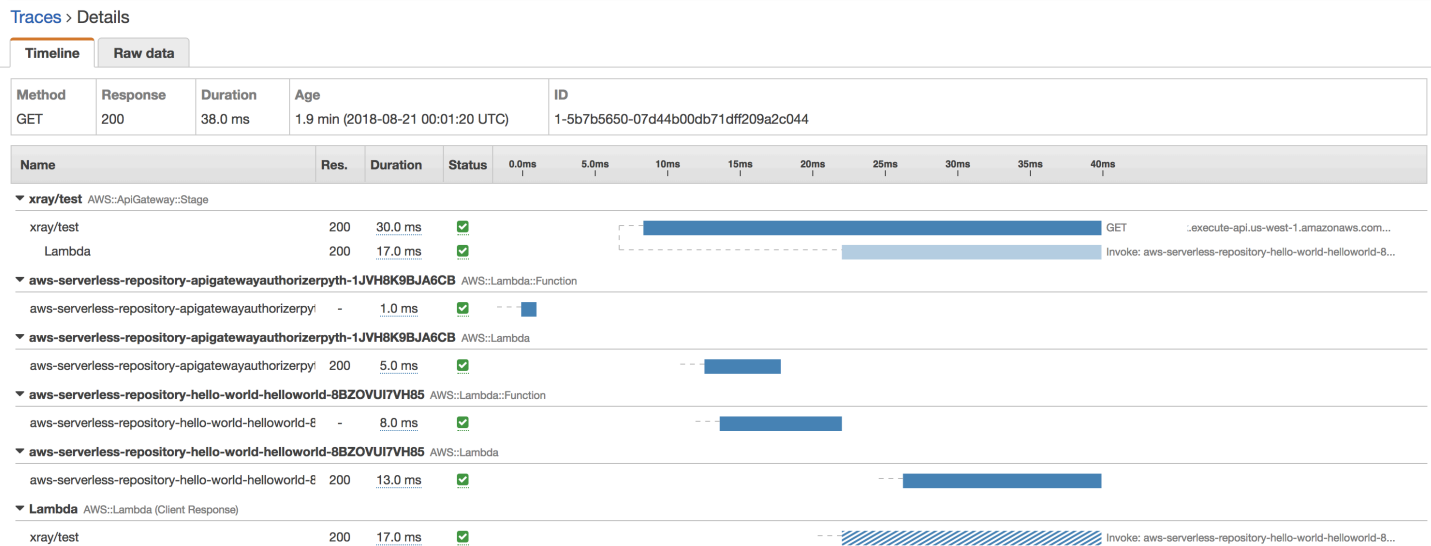 Traces > Details
Timeline Raw data
Method Response Duration Age ID
GET 200 38.0 ms 1.9 min (2018-08-21 00:01:20 UTC) 1-5b7b5650-07d44b00db71dff209a2c044
Name Res. Duration Status 0.0ms 5.0ms 10ms 15ms 20ms 25ms 30ms 35ms 40ms
xray/test AWS::ApiGateway::Stage
xray/test 200 30.0 ms GET .execute-api.us-west-1.amazonaws.com...
Lambda 200 17.0 ms Invoke: aws-serverless-repository-hello-world-helloworld-8...
aws-serverless-repository-apigatewayauthorizerpyth-1JVH8K9BJA6CB AWS::Lambda::Function
aws-serverless-repository-apigatewayauthorizerpyt - 1.0 ms
aws-serverless-repository-apigatewayauthorizerpyth-1JVH8K9BJA6CB AWS::Lambda
aws-serverless-repository-apigatewayauthorizerpyt 200 5.0 ms
aws-serverless-repository-hello-world-helloworld-8BZOVUI7VH85 AWS::Lambda::Function
aws-serverless-repository-hello-world-helloworld-8 - 8.0 ms
aws-serverless-repository-hello-world-helloworld-8BZOVUI7VH85 AWS::Lambda
aws-serverless-repository-hello-world-helloworld-8 200 13.0 ms
Lambda AWS::Lambda (Client Response)
xray/test 200 17.0 ms Invoke: aws-serverless-repository-hello-world-helloworld-8...